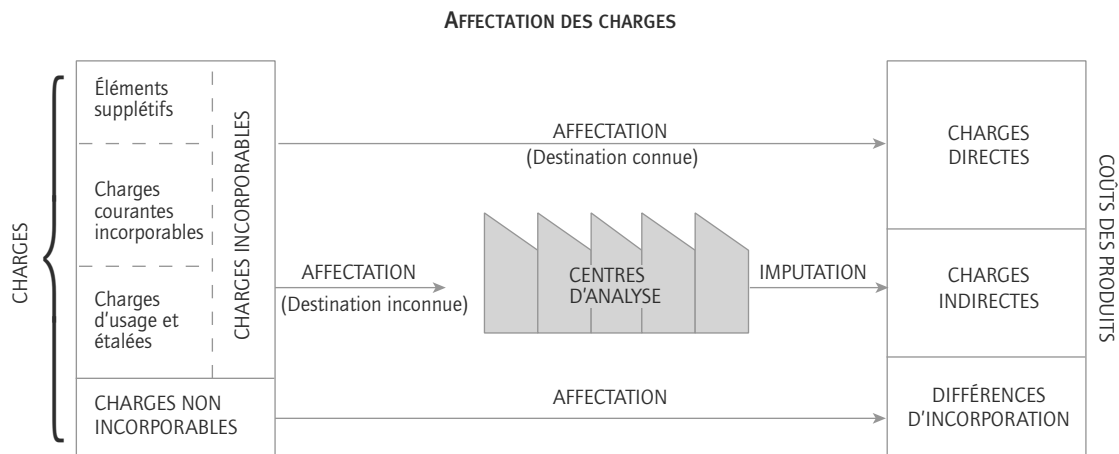 AFFECTATION DES CHARGES
CHARGES
Éléments
supplétifs
Charges
courantes
incorporables
Charges
d'usage et
étalées
CHARGES INCORPORABLES
CHARGES NON
INCORPORABLES
AFFECTATION
(Destination connue)
AFFECTATION
(Destination inconnue)
CENTRES
D'ANALYSE
IMPUTATION
AFFECTATION
CHARGES
DIRECTES
CHARGES
INDIRECTES
DIFFÉRENCES
D'INCORPORATION
COÛTS DES PRODUITS